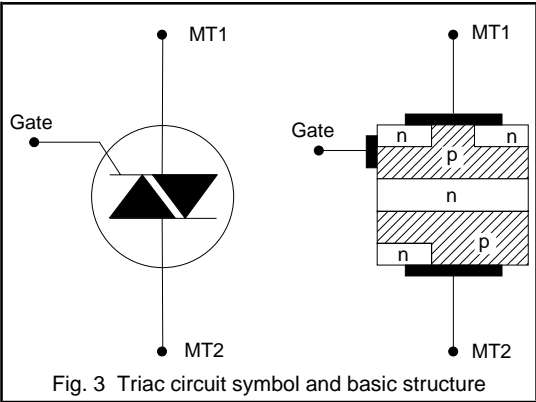 MT1
MT1
Gate
Gate
n
n
p
n
p
n
MT2
MT2
Fig. 3 Triac circuit symbol and basic structure